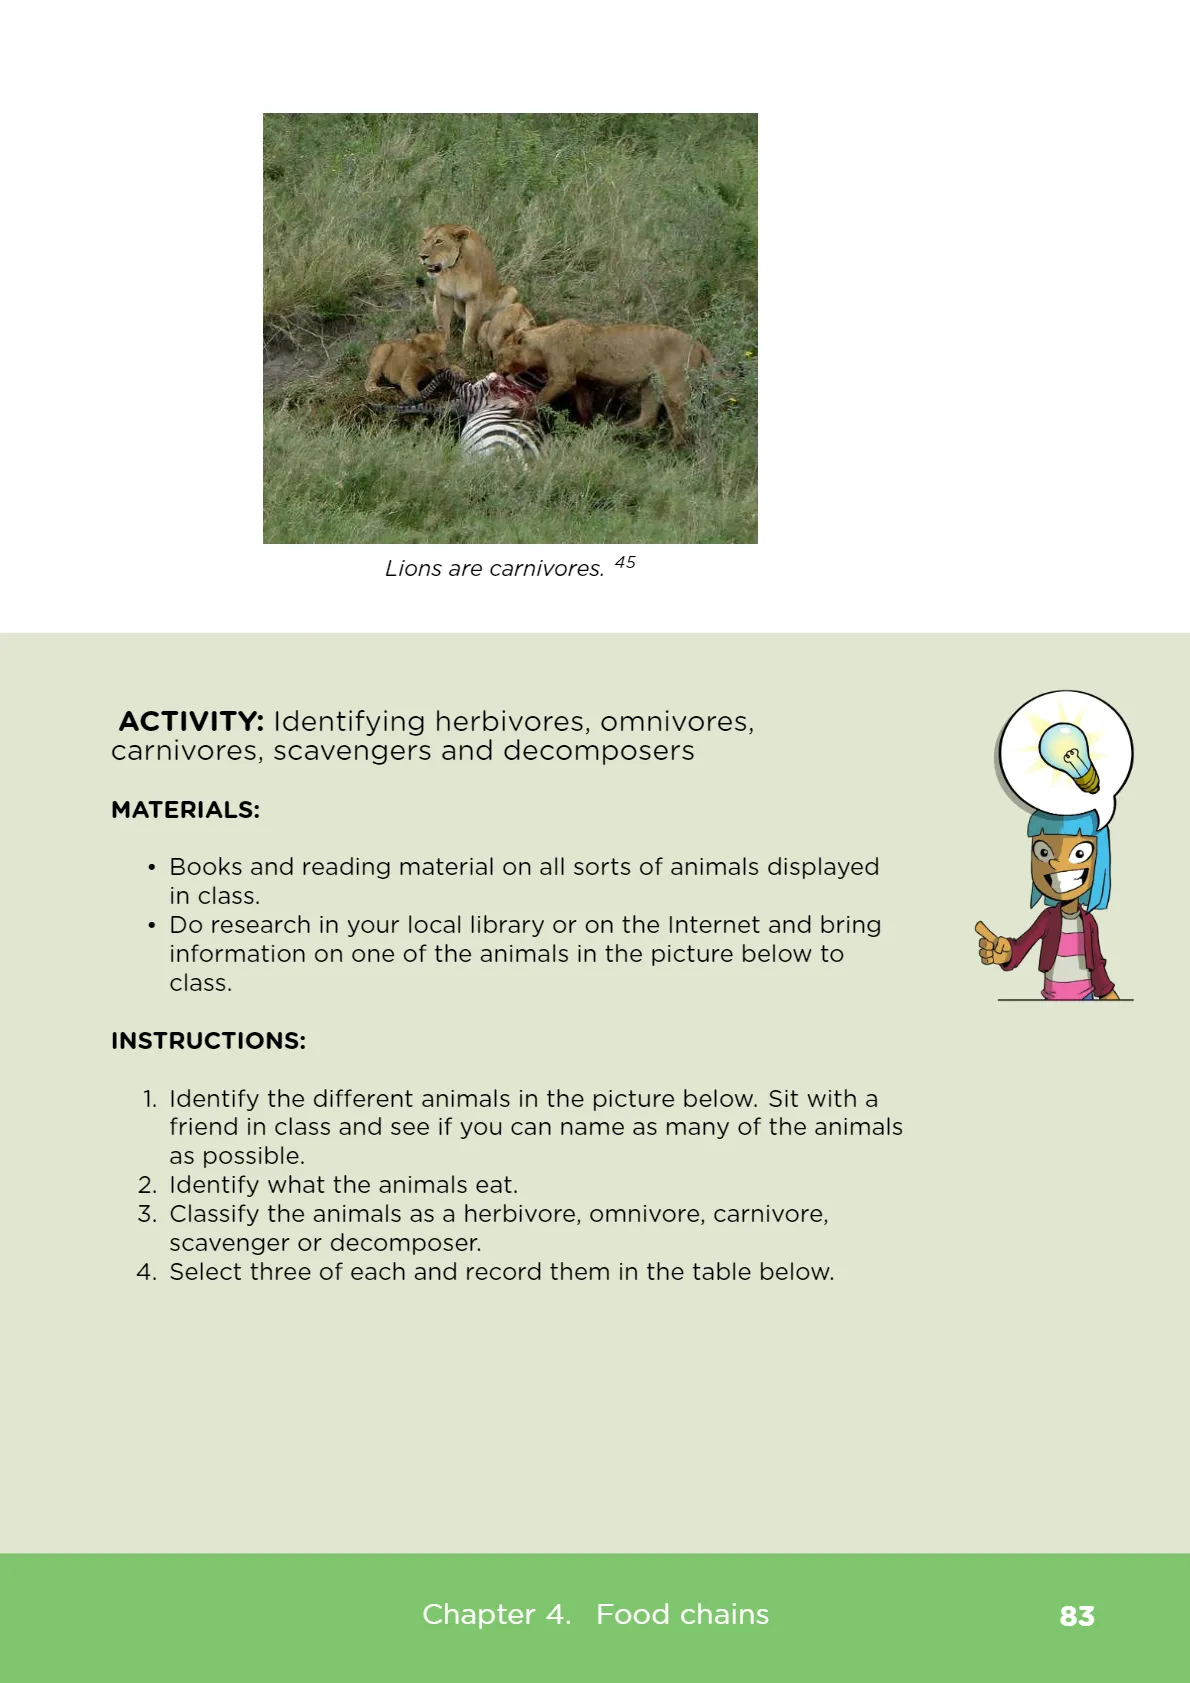 Lions are carnivores. 45
ACTIVITY: Identifying herbivores, omnivores,
carnivores, scavengers and decomposers
MATERIALS:
• Books and reading material on all sorts of animals displayed
in class.
• Do research in your local library or on the Internet and bring
information on one of the animals in the picture below to
class.
INSTRUCTIONS:
1. Identify the different animals in the picture below. Sit with a
friend in class and see if you can name as many of the animals
as possible.
2. Identify what the animals eat.
3. Classify the animals as a herbivore, omnivore, carnivore,
scavenger or decomposer.
4. Select three of each and record them in the table below.
Chapter 4. Food chains 83